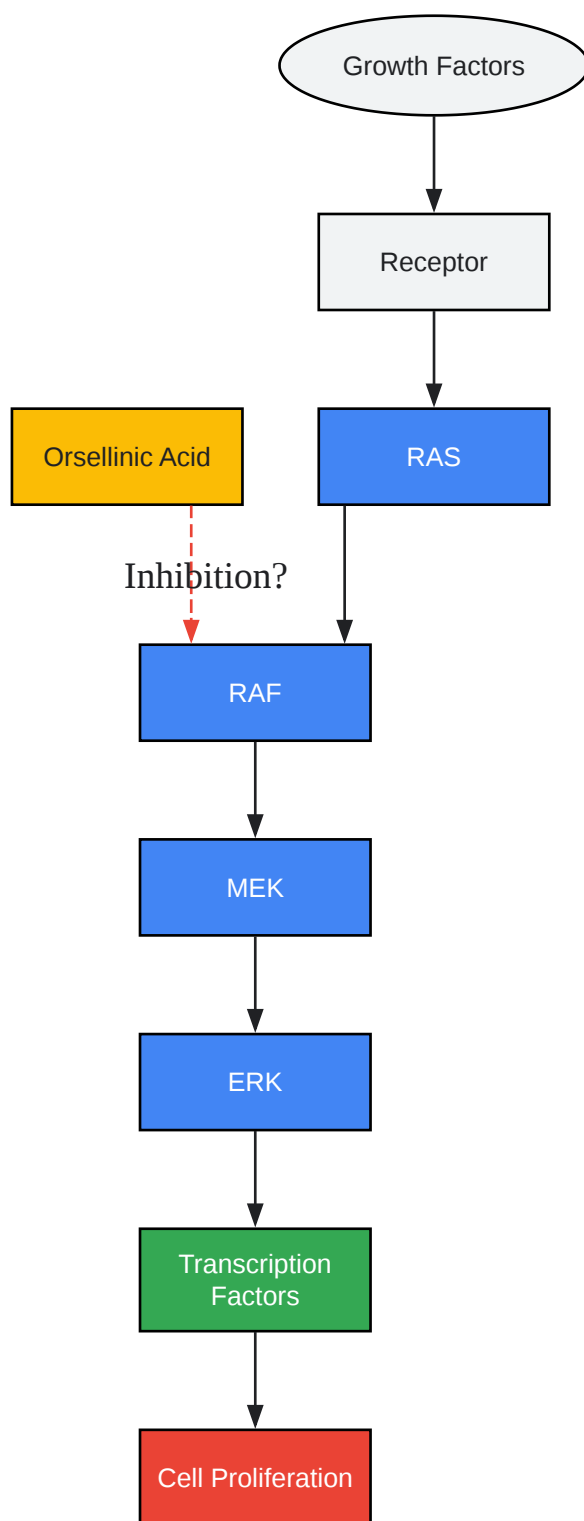 Growth Factors
Receptor
Orsellinic Acid
RAS
Inhibition?
RAF
MEK
ERK
Transcription
Factors
Cell Proliferation